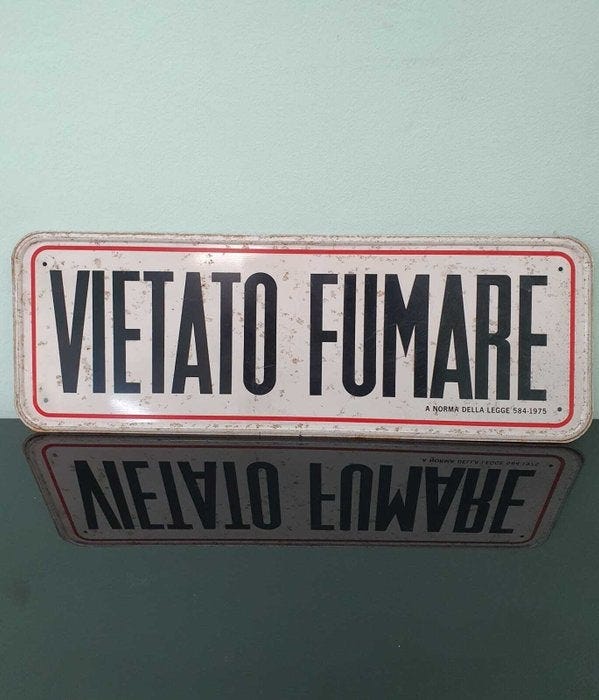 VIETATO FUMARE
A NORMA DELLA LEGGE 584-1975